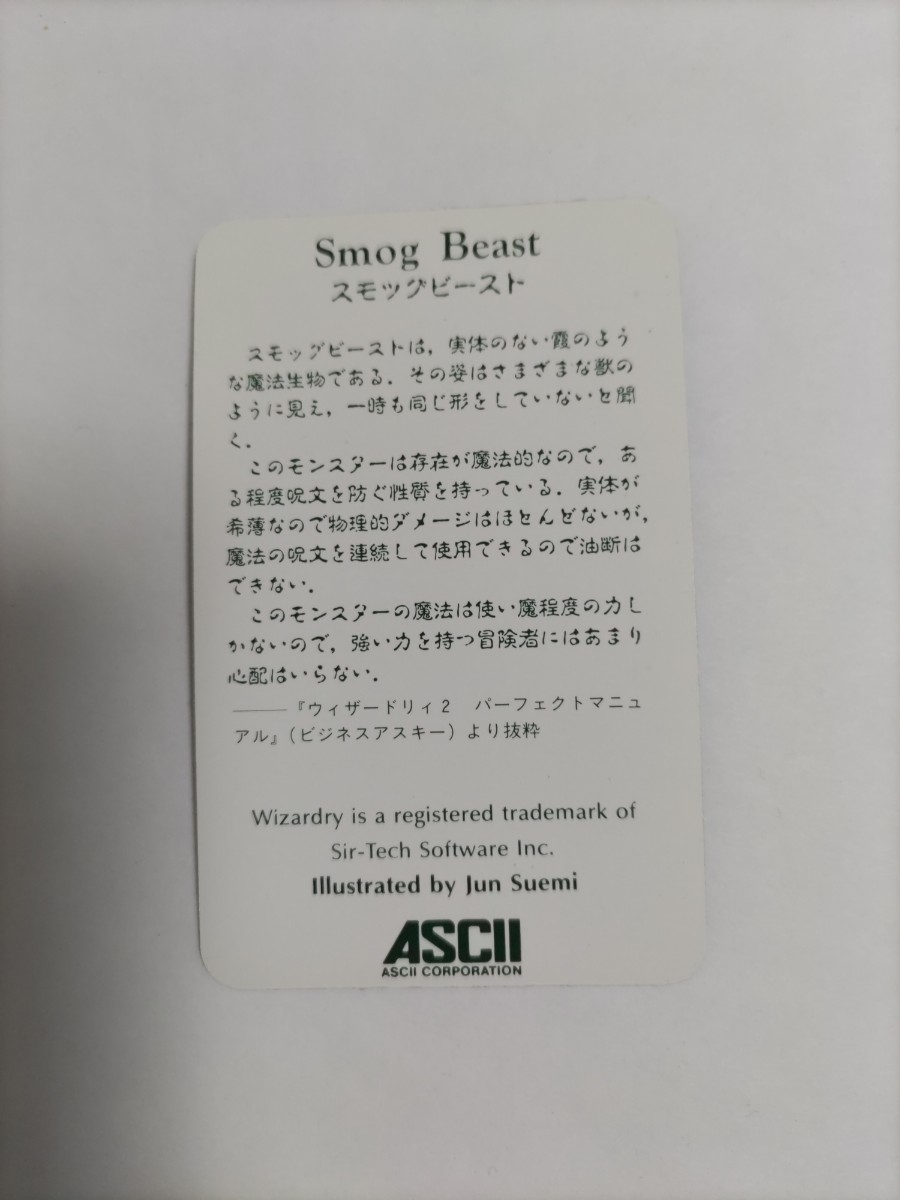 Smog Beast
スモッグビースト
スモッグビーストは，実体のない霞のよう
な魔法生物である．その姿はさまざまな獣の
ように見え，一時も同じ形をしていないと聞
く．
このモンスターは存在が魔法的なので，あ
る程度呪文を防ぐ性質を持っている．実体が
希薄なので物理的ダメージはほとんどないが，
魔法の呪文を連続して使用できるので油断は
できない．
このモンスターの魔法は使い魔程度の力し
かないので，強い力を持つ冒険者にはあまり
心配はいらない．
――『ウィザードリィ2　パーフェクトマニュ
アル』（ビジネスアスキー）より抜粋
Wizardry is a registered trademark of
Sir-Tech Software Inc.
Illustrated by Jun Suemi
ASCII
ASCII CORPORATION